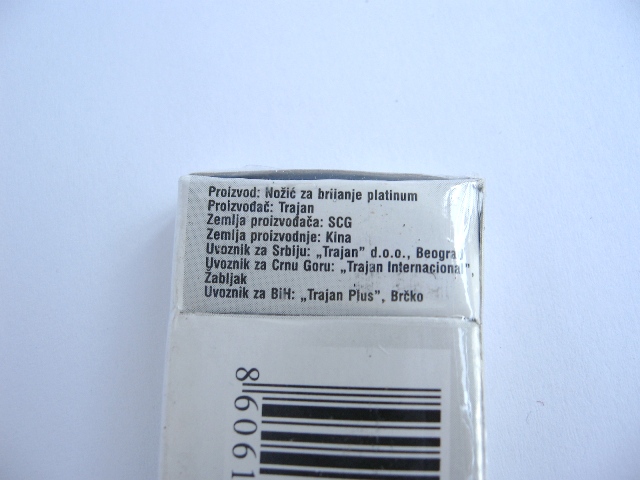 Proizvod: Nožić za brijanje platinum
Proizvođač: Trajan
Zemlja proizvođača: SCG
Zemlja proizvodnje: Kina
Uvoznik za Srbiju: „Trajan” d.o.o., Beograd
Uvoznik za Crnu Goru: „Trajan Internacional”,
Žabljak
Uvoznik za BiH: „Trajan Plus”, Brčko
86061